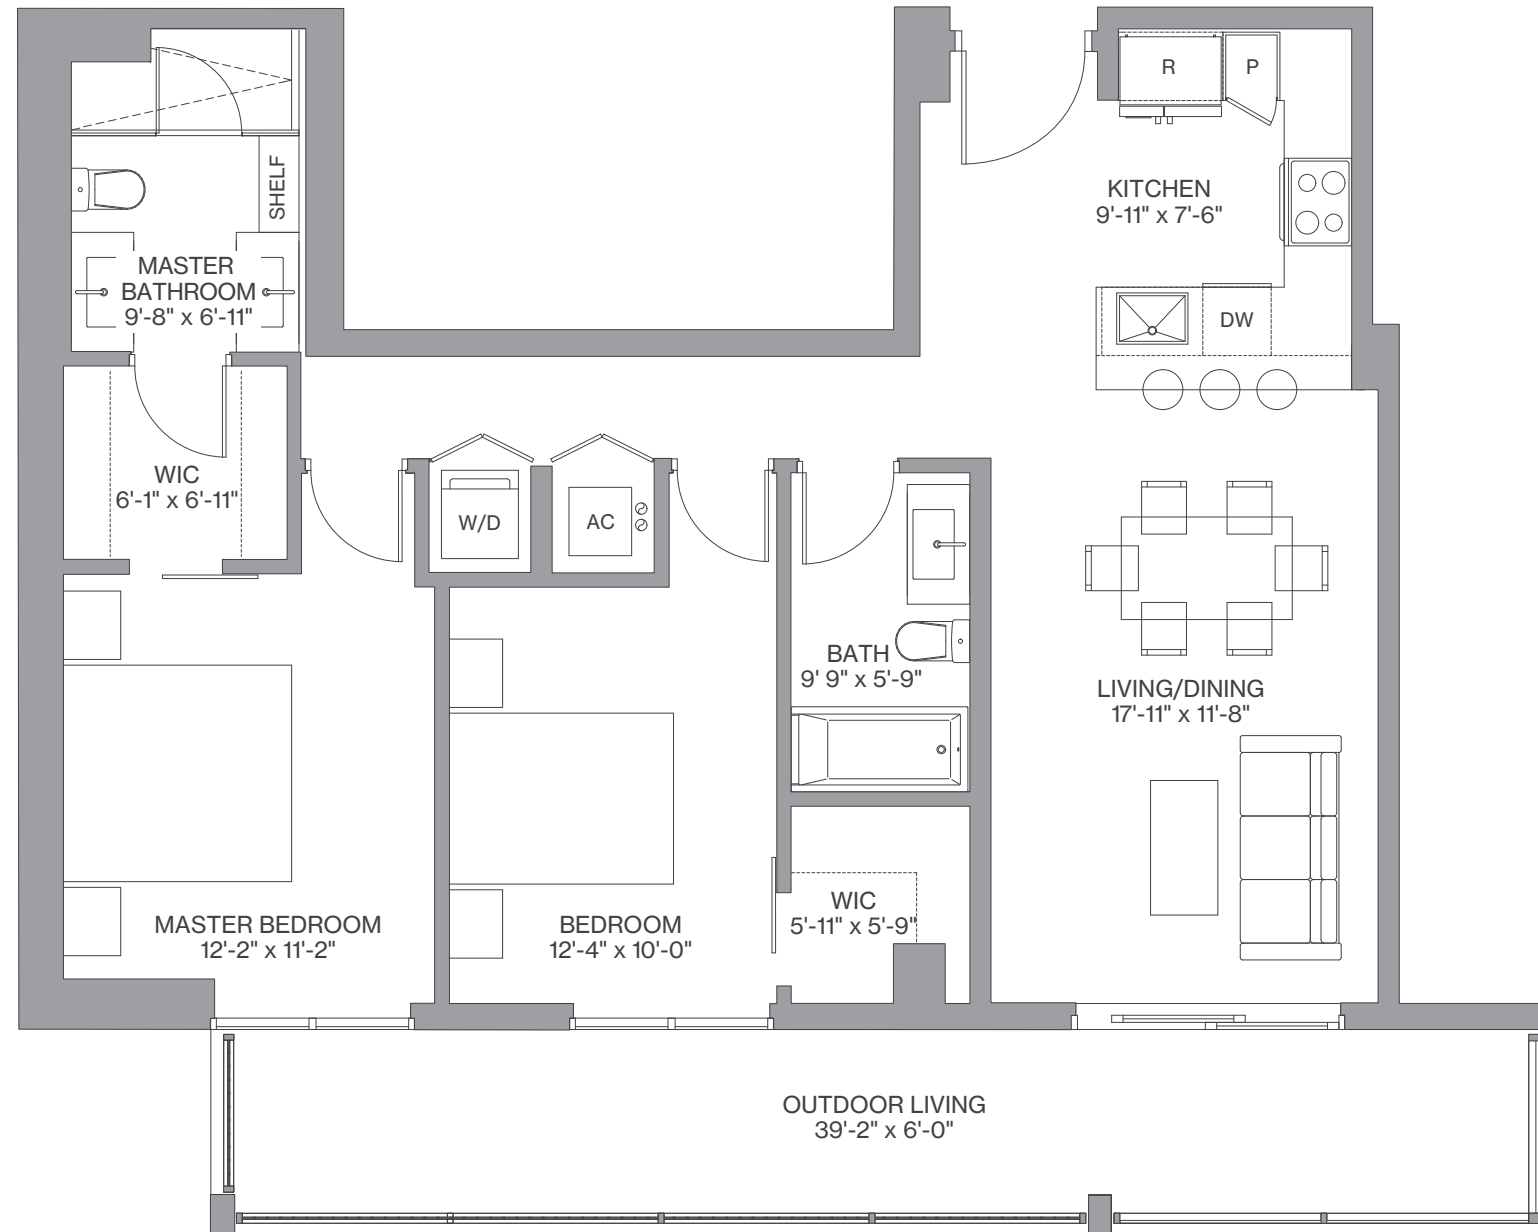 R
P
KITCHEN
9'-11" x 7'-6"
SHELF
MASTER
BATHROOM
9'-8" x 6'-11"
DW
WIC
6'-1" x 6'-11"
W/D
AC
BATH
9' 9" x 5'-9"
LIVING/DINING
17'-11" x 11'-8"
MASTER BEDROOM
12'-2" x 11'-2"
BEDROOM
12'-4" x 10'-0"
WIC
5'-11" x 5'-9"
OUTDOOR LIVING
39'-2" x 6'-0"